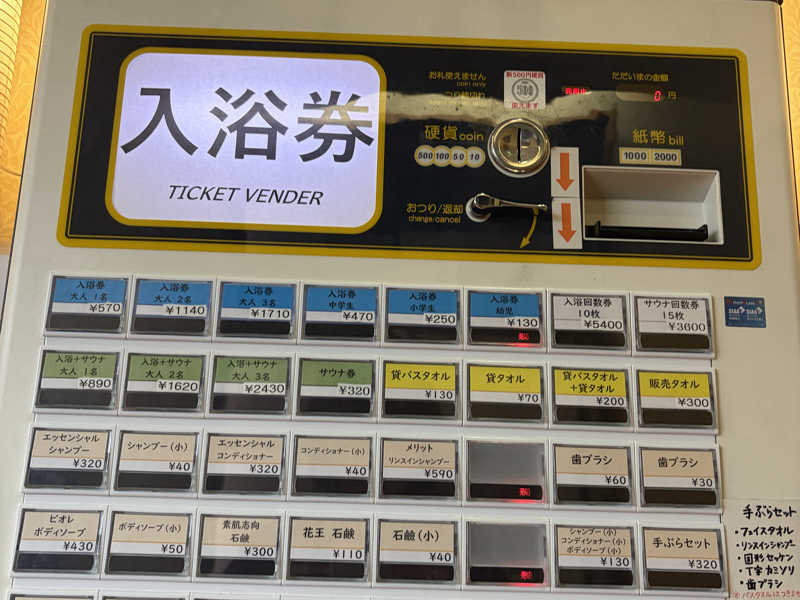 入浴券
TICKET VENDER
お札使えません
つり銭切れ
新500円硬貨
500
使えます
ただいまの金額
0 円
硬貨 coin
500 100 50 10
紙幣 bill
1000 2000
おつり/返却
change/cancel
入浴券
大人 1名
¥570
入浴券
大人 2名
¥1140
入浴券
大人 3名
¥1710
入浴券
中学生
¥470
入浴券
小学生
¥250
入浴券
幼児
¥130
入浴回数券
10枚
¥5400
サウナ回数券
15枚
¥3600
入浴+サウナ
大人 1名
¥890
入浴+サウナ
大人 2名
¥1620
入浴+サウナ
大人 3名
¥2430
サウナ券
¥320
貸バスタオル
¥130
貸タオル
¥70
貸バスタオル
+貸タオル
¥200
販売タオル
¥300
エッセンシャル
シャンプー
¥320
シャンプー(小)
¥40
エッセンシャル
コンディショナー
¥320
コンディショナー(小)
¥40
メリット
リンスインシャンプー
¥590
歯ブラシ
¥60
歯ブラシ
¥30
ビオレ
ボディソープ
¥430
ボディソープ(小)
¥50
素肌志向
石鹸
¥300
花王 石鹸
¥110
石鹼(小)
¥40
シャンプー(小)
コンディショナー(小)
ボディソープ(小)
¥130
手ぶらセット
¥320
手ぶらセット
・フェイスタオル
・リンスインシャンプー
・固形セッケン
・T字カミソリ
・歯ブラシ